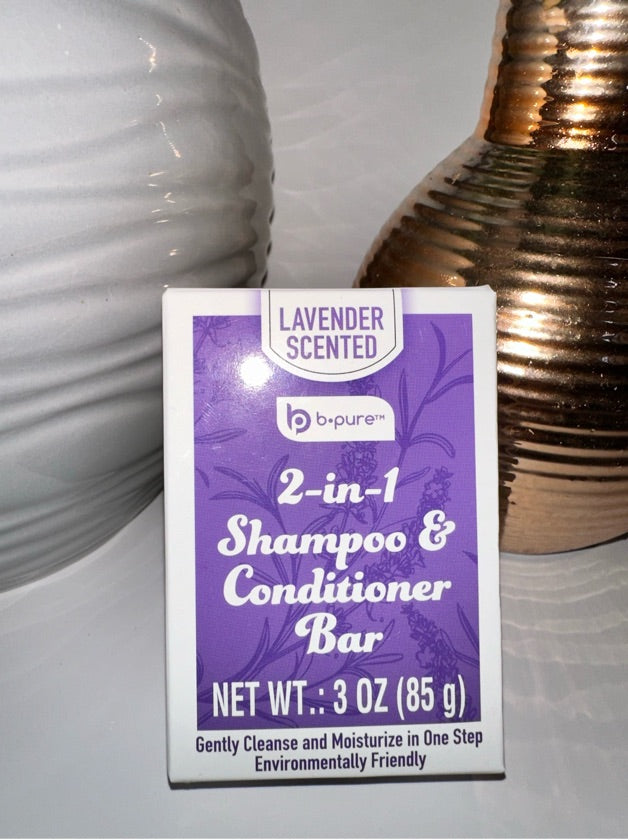 LAVENDER
SCENTED
b•pure™
2-in-1
Shampoo &
Conditioner
Bar
NET WT.: 3 OZ (85 g)
Gently Cleanse and Moisturize in One Step
Environmentally Friendly